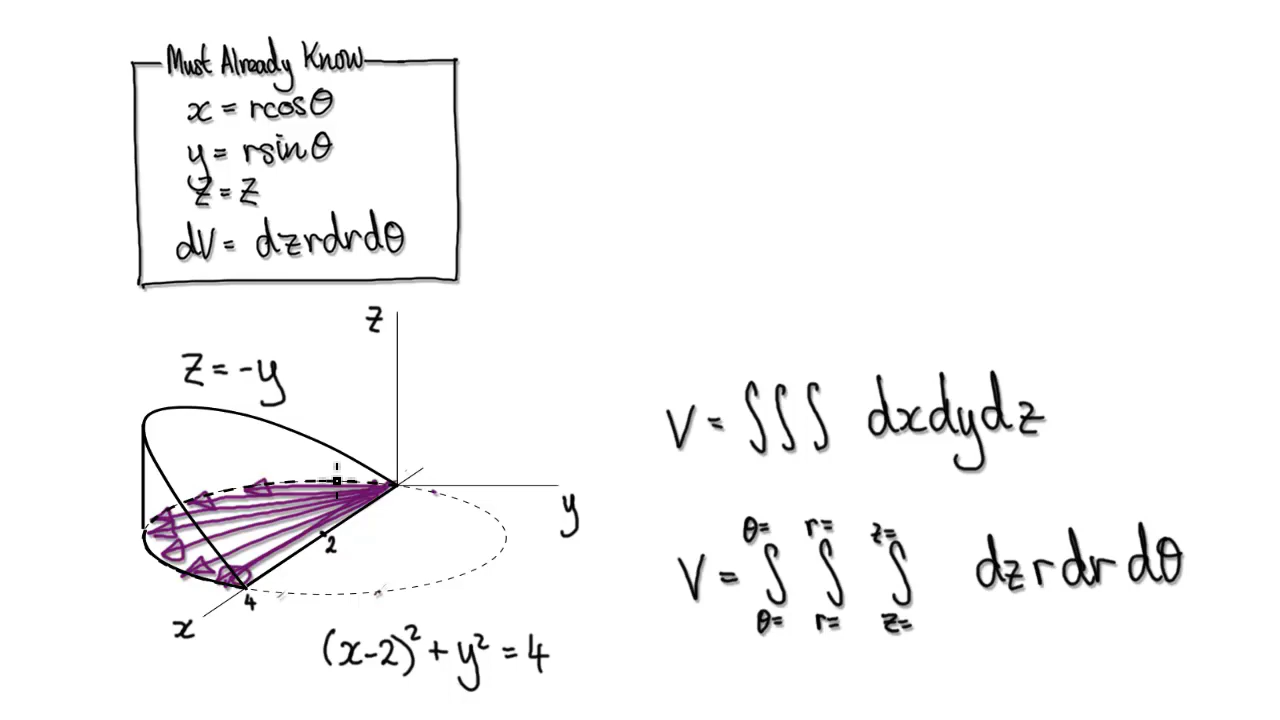 Must Already Know
x = rcosθ
y = rsinθ
z = z
dV = dzrdrdθ
z
z = -y
y
2
4
x
(x-2)² + y² = 4
V = ∫∫∫ dxdydz
θ= r= z=
V = ∫ ∫ ∫ dzrdrdθ
θ= r= z=